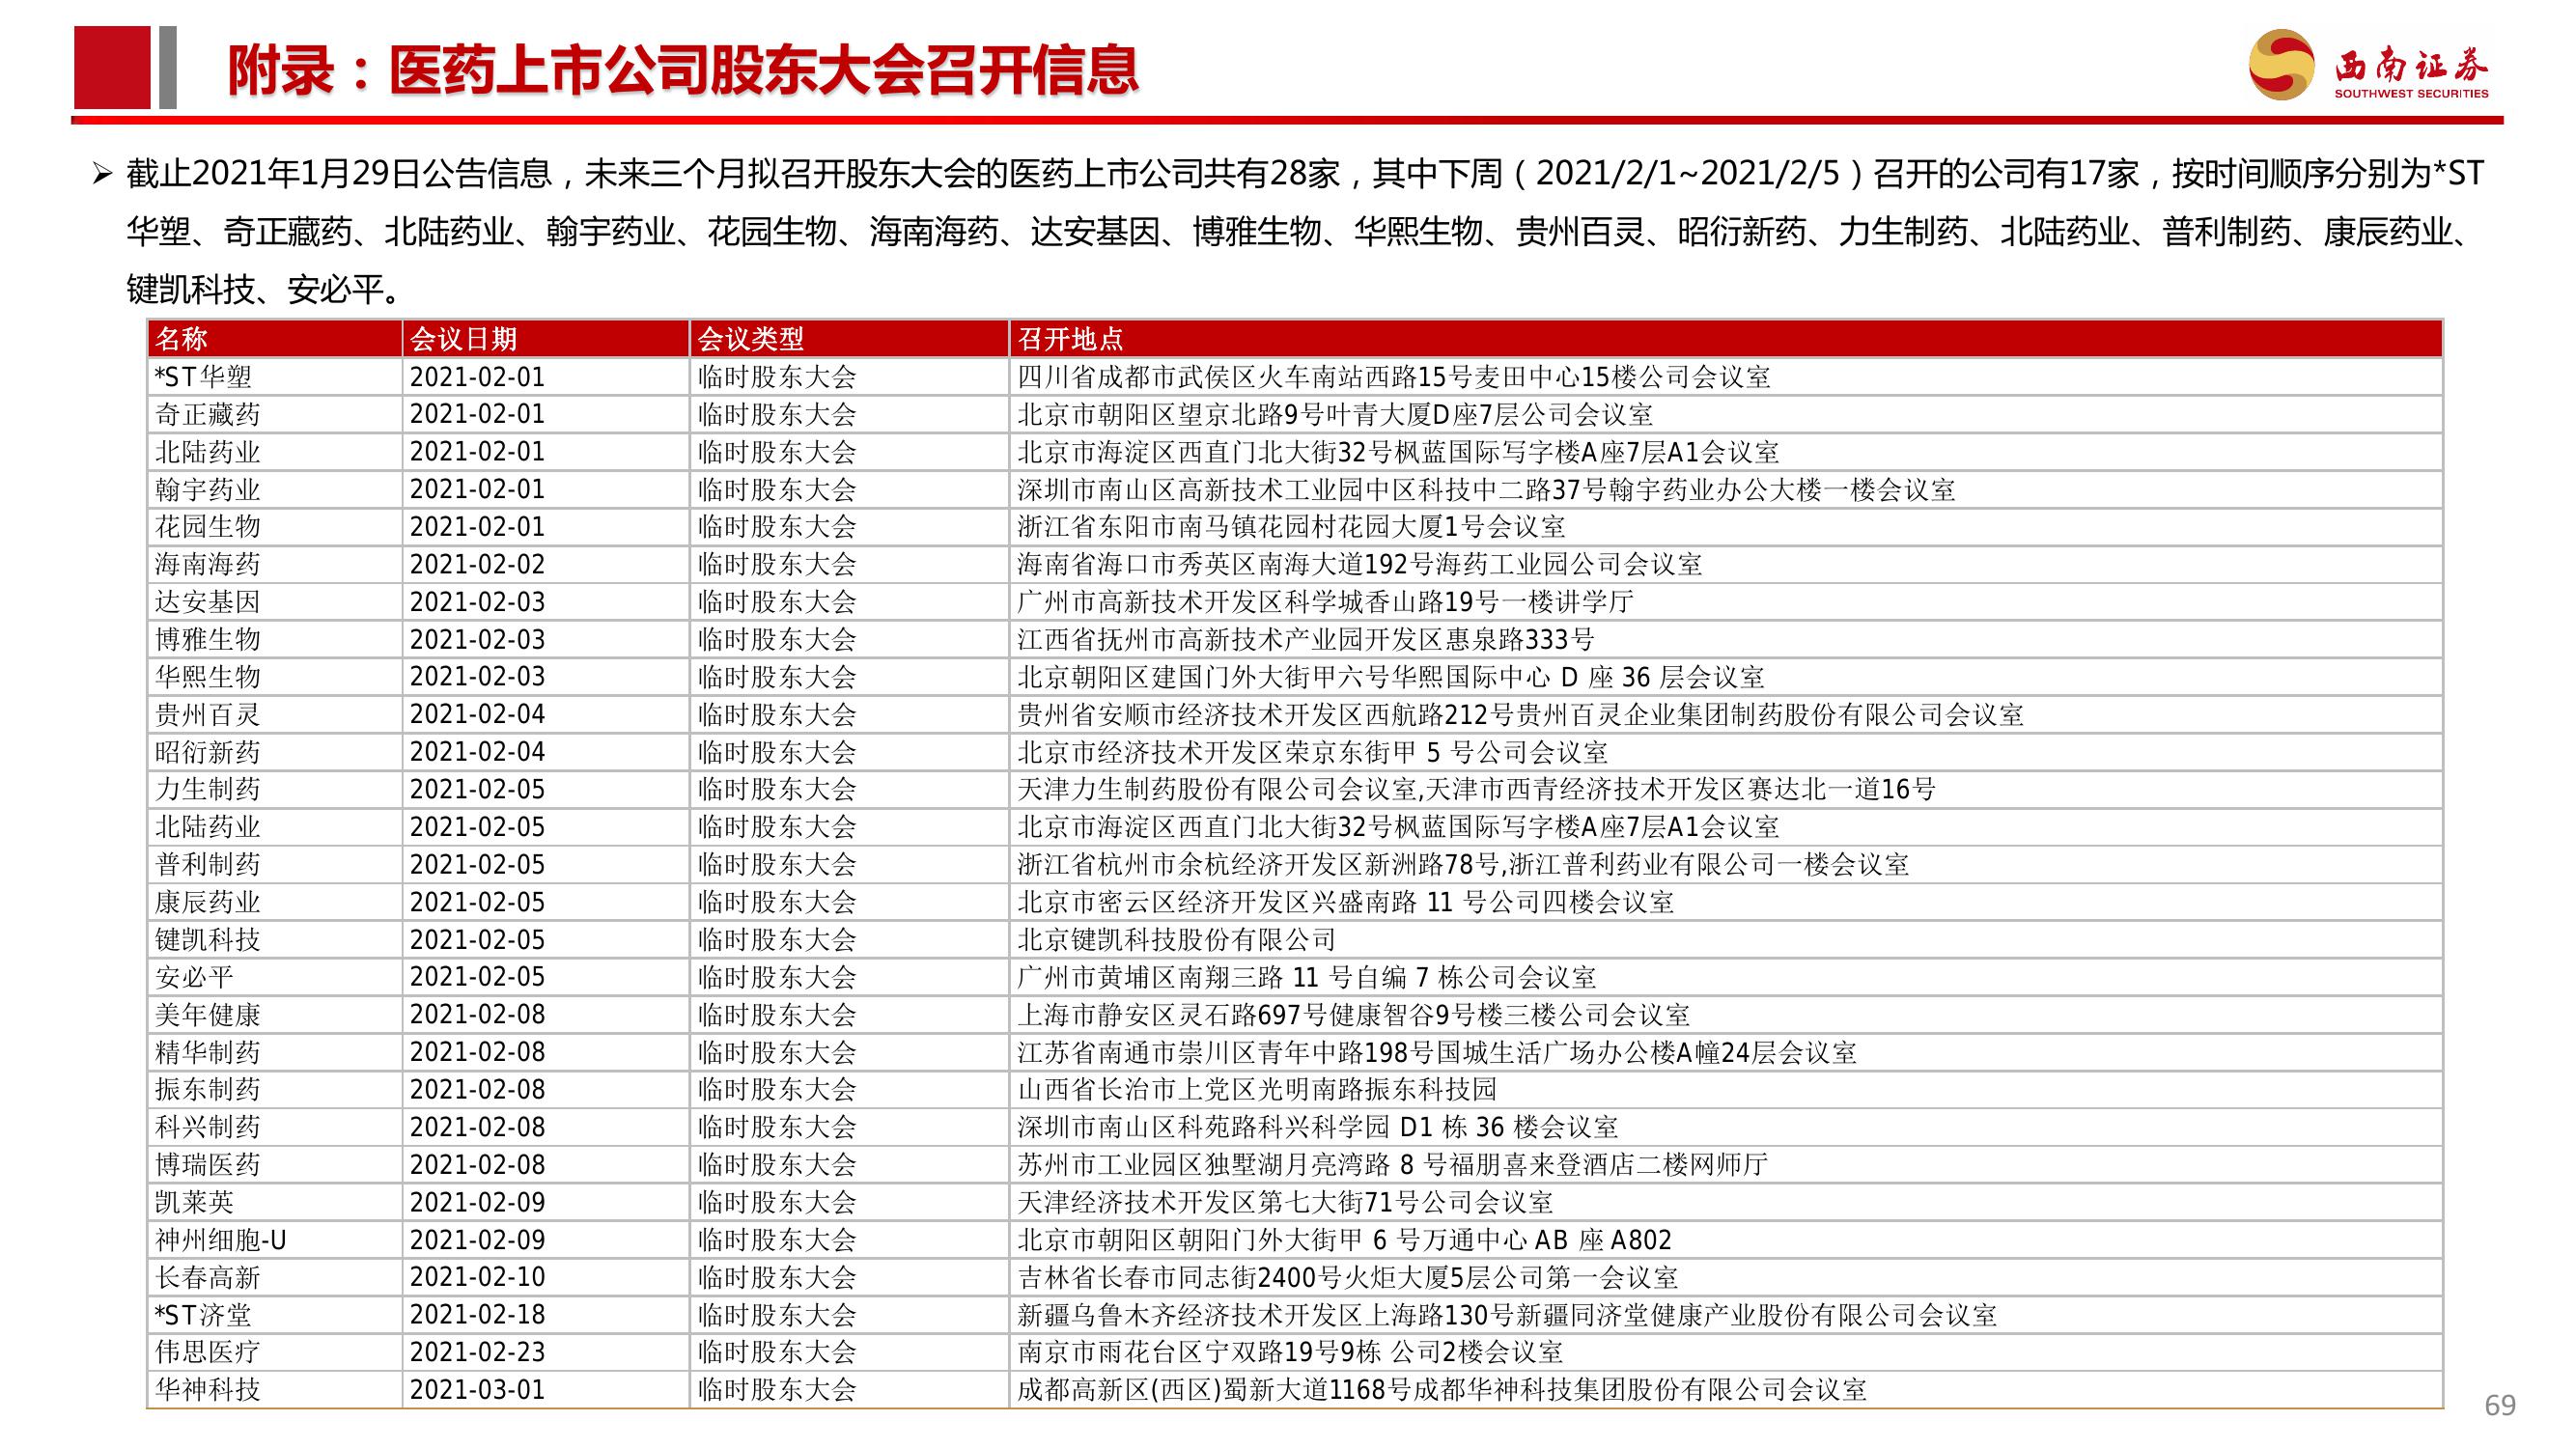 附录：医药上市公司股东大会召开信息
西南证券
SOUTHWEST SECURITIES
➢ 截止2021年1月29日公告信息，未来三个月拟召开股东大会的医药上市公司共有28家，其中下周（2021/2/1~2021/2/5）召开的公司有17家，按时间顺序分别为*ST
华塑、奇正藏药、北陆药业、翰宇药业、花园生物、海南海药、达安基因、博雅生物、华熙生物、贵州百灵、昭衍新药、力生制药、北陆药业、普利制药、康辰药业、
键凯科技、安必平。
名称 会议日期 会议类型 召开地点
*ST华塑 2021-02-01 临时股东大会 四川省成都市武侯区火车南站西路15号麦田中心15楼公司会议室
奇正藏药 2021-02-01 临时股东大会 北京市朝阳区望京北路9号叶青大厦D座7层公司会议室
北陆药业 2021-02-01 临时股东大会 北京市海淀区西直门北大街32号枫蓝国际写字楼A座7层A1会议室
翰宇药业 2021-02-01 临时股东大会 深圳市南山区高新技术工业园中区科技中二路37号翰宇药业办公大楼一楼会议室
花园生物 2021-02-01 临时股东大会 浙江省东阳市南马镇花园村花园大厦1号会议室
海南海药 2021-02-02 临时股东大会 海南省海口市秀英区南海大道192号海药工业园公司会议室
达安基因 2021-02-03 临时股东大会 广州市高新技术开发区科学城香山路19号一楼讲学厅
博雅生物 2021-02-03 临时股东大会 江西省抚州市高新技术产业园开发区惠泉路333号
华熙生物 2021-02-03 临时股东大会 北京朝阳区建国门外大街甲六号华熙国际中心 D 座 36 层会议室
贵州百灵 2021-02-04 临时股东大会 贵州省安顺市经济技术开发区西航路212号贵州百灵企业集团制药股份有限公司会议室
昭衍新药 2021-02-04 临时股东大会 北京市经济技术开发区荣京东街甲 5 号公司会议室
力生制药 2021-02-05 临时股东大会 天津力生制药股份有限公司会议室,天津市西青经济技术开发区赛达北一道16号
北陆药业 2021-02-05 临时股东大会 北京市海淀区西直门北大街32号枫蓝国际写字楼A座7层A1会议室
普利制药 2021-02-05 临时股东大会 浙江省杭州市余杭经济开发区新洲路78号,浙江普利药业有限公司一楼会议室
康辰药业 2021-02-05 临时股东大会 北京市密云区经济开发区兴盛南路 11 号公司四楼会议室
键凯科技 2021-02-05 临时股东大会 北京键凯科技股份有限公司
安必平 2021-02-05 临时股东大会 广州市黄埔区南翔三路 11 号自编 7 栋公司会议室
美年健康 2021-02-08 临时股东大会 上海市静安区灵石路697号健康智谷9号楼三楼公司会议室
精华制药 2021-02-08 临时股东大会 江苏省南通市崇川区青年中路198号国城生活广场办公楼A幢24层会议室
振东制药 2021-02-08 临时股东大会 山西省长治市上党区光明南路振东科技园
科兴制药 2021-02-08 临时股东大会 深圳市南山区科苑路科兴科学园 D1 栋 36 楼会议室
博瑞医药 2021-02-08 临时股东大会 苏州市工业园区独墅湖月亮湾路 8 号福朋喜来登酒店二楼网师厅
凯莱英 2021-02-09 临时股东大会 天津经济技术开发区第七大街71号公司会议室
神州细胞-U 2021-02-09 临时股东大会 北京市朝阳区朝阳门外大街甲 6 号万通中心 AB 座 A802
长春高新 2021-02-10 临时股东大会 吉林省长春市同志街2400号火炬大厦5层公司第一会议室
*ST济堂 2021-02-18 临时股东大会 新疆乌鲁木齐经济技术开发区上海路130号新疆同济堂健康产业股份有限公司会议室
伟思医疗 2021-02-23 临时股东大会 南京市雨花台区宁双路19号9栋 公司2楼会议室
华神科技 2021-03-01 临时股东大会 成都高新区(西区)蜀新大道1168号成都华神科技集团股份有限公司会议室
69